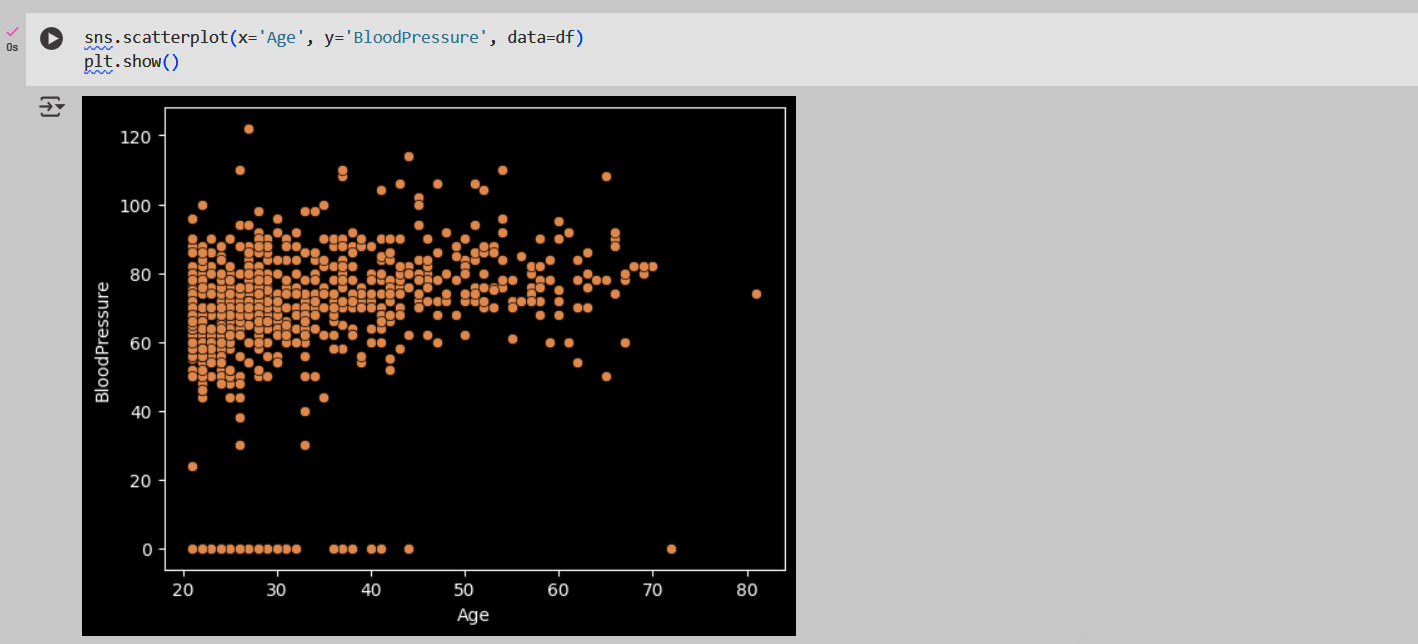 sns.scatterplot(x='Age', y='BloodPressure', data=df)
0s
plt.show()
120
100
80
60
40
20
0
BloodPressure
20 30 40 50 60 70 80
Age